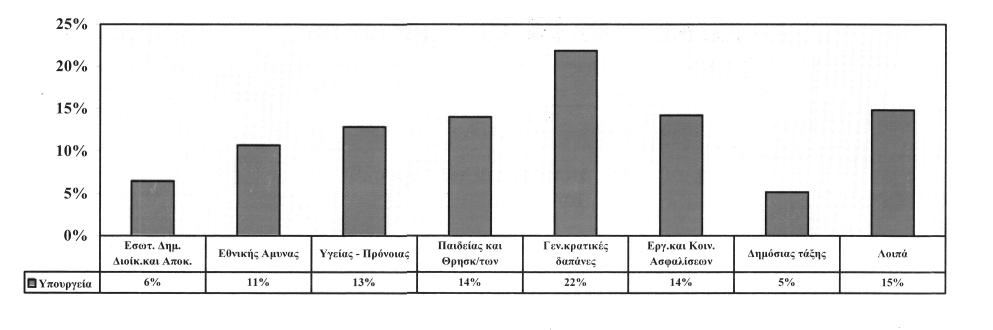 25%
20%
15%
10%
5%
0%
Εσωτ. Δημ. Διοίκ.και Αποκ.
Εθνικής Αμυνας
Υγείας - Πρόνοιας
Παιδείας και Θρησκ/των
Γεν.κρατικές δαπάνες
Εργ.και Κοιν. Ασφαλίσεων
Δημόσιας τάξης
Λοιπά
Υπουργεία 6% 11% 13% 14% 22% 14% 5% 15%